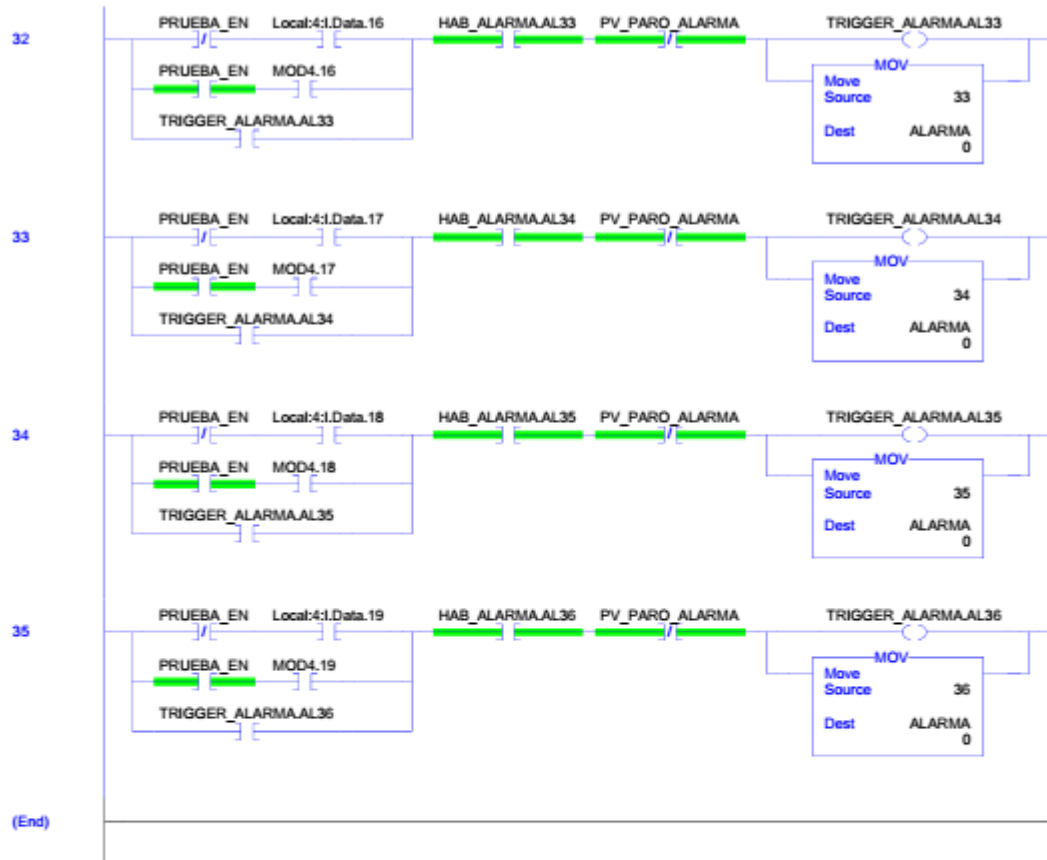 PRUEBA_EN Local:4:I.Data.16 HAB_ALARMA.AL33 PV_PARO_ALARMA TRIGGER_ALARMA.AL33
32
MOV
PRUEBA_EN MOD4.16 Move
Source 33
TRIGGER_ALARMA.AL33
Dest ALARMA
0
PRUEBA_EN Local:4:I.Data.17 HAB_ALARMA.AL34 PV_PARO_ALARMA TRIGGER_ALARMA.AL34
33
MOV
PRUEBA_EN MOD4.17 Move
Source 34
TRIGGER_ALARMA.AL34
Dest ALARMA
0
PRUEBA_EN Local:4:I.Data.18 HAB_ALARMA.AL35 PV_PARO_ALARMA TRIGGER_ALARMA.AL35
34
MOV
PRUEBA_EN MOD4.18 Move
Source 35
TRIGGER_ALARMA.AL35
Dest ALARMA
0
PRUEBA_EN Local:4:I.Data.19 HAB_ALARMA.AL36 PV_PARO_ALARMA TRIGGER_ALARMA.AL36
35
MOV
PRUEBA_EN MOD4.19 Move
Source 36
TRIGGER_ALARMA.AL36
Dest ALARMA
0
(End)